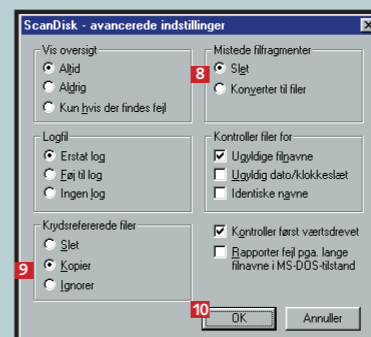 ScanDisk - avancerede indstillinger
Vis oversigt
Altid
Aldrig
Kun hvis der findes fejl
Logfil
Erstat log
Føj til log
Ingen log
Krydsrefererede filer
Slet
9 Kopier
Ignorer
Mistede filfragmenter
8 Slet
Konverter til filer
Kontroller filer for
Ugyldige filnavne
Ugyldig dato/klokkeslæt
Identiske navne
Kontroller først værtsdrevet
Rapporter fejl pga. lange
filnavne i MS-DOS-tilstand
10 OK
Annuller